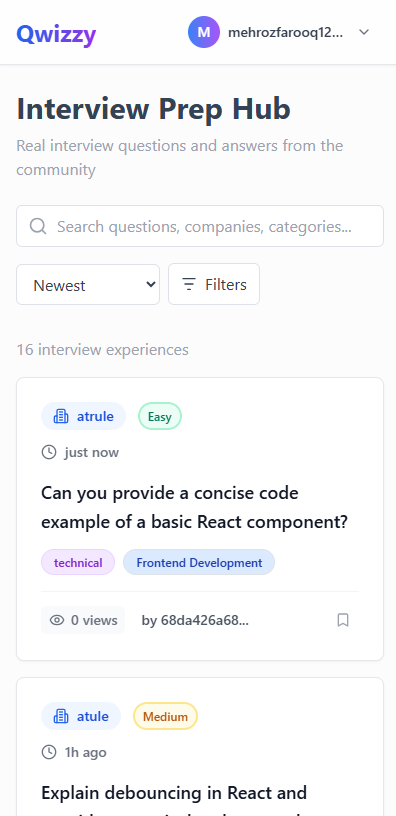 Qwizzy
M mehrozfarooq12...
Interview Prep Hub
Real interview questions and answers from the
community
Search questions, companies, categories...
Newest
Filters
16 interview experiences
atrule Easy
just now
Can you provide a concise code
example of a basic React component?
technical Frontend Development
0 views by 68da426a68...
atule Medium
1h ago
Explain debouncing in React and